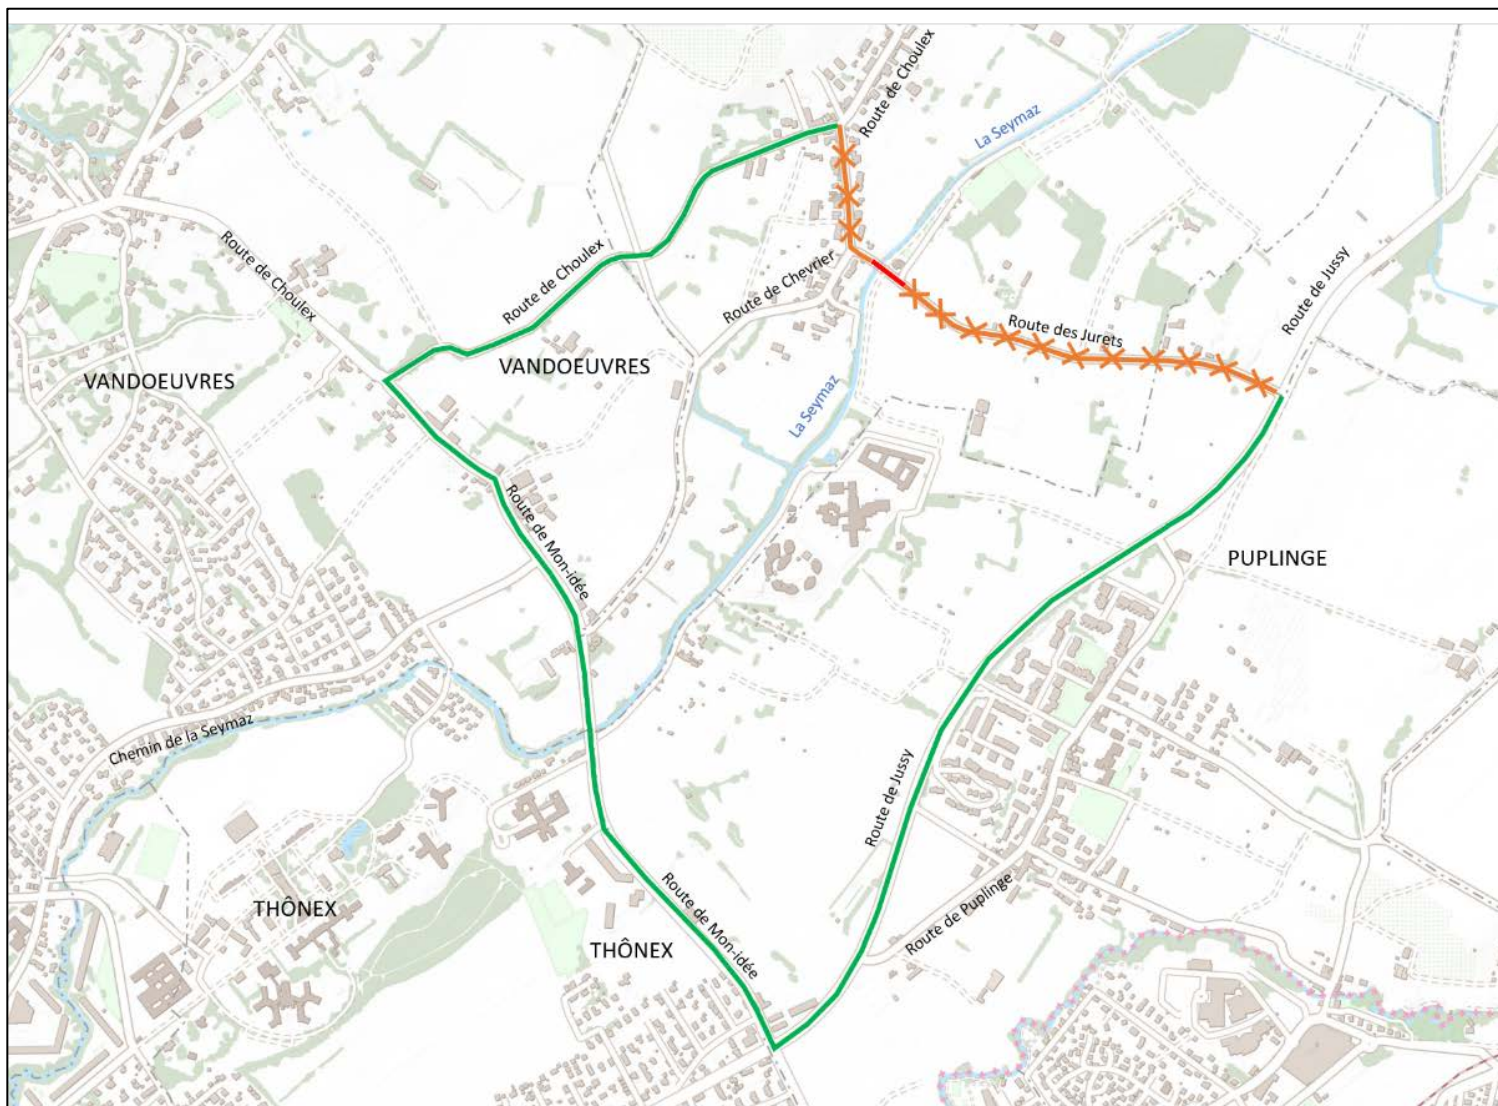 Route de Choulex
La Seymaz
Route de Choulex
Route de Choulex
Route de Chevrier
Route de Jussy
Route des Jurets
VANDOEUVRES
VANDOEUVRES
La Seymaz
Route de Mon-idée
PUPLINGE
Chemin de la Seymaz
Route de Jussy
Route de Puplinge
THÔNEX
Route de Mon-idée
THÔNEX